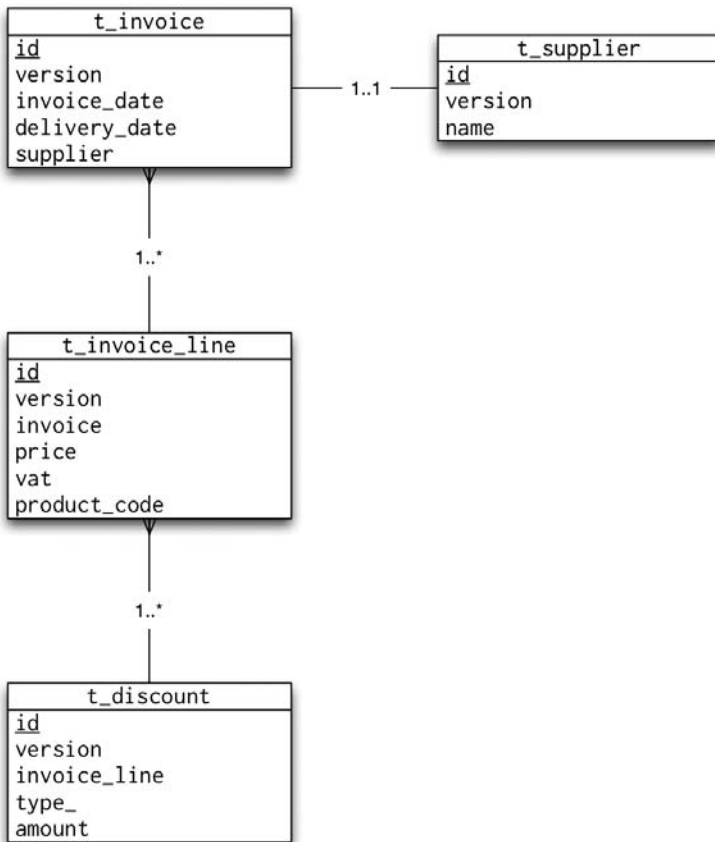 t_invoice
id
version
invoice_date
delivery_date
supplier
1..1
t_supplier
id
version
name
1..*
t_invoice_line
id
version
invoice
price
vat
product_code
1..*
t_discount
id
version
invoice_line
type_
amount